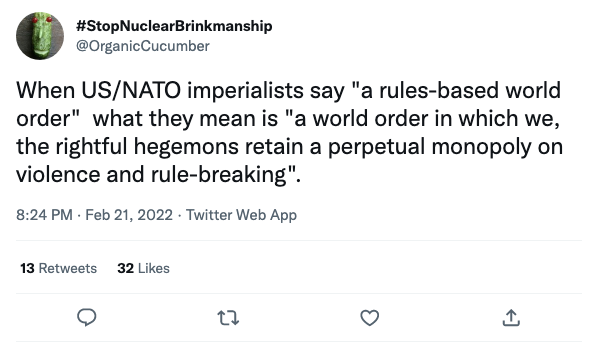 #StopNuclearBrinkmanship
@OrganicCucumber
When US/NATO imperialists say "a rules-based world
order"  what they mean is "a world order in which we,
the rightful hegemons retain a perpetual monopoly on
violence and rule-breaking".
8:24 PM · Feb 21, 2022 · Twitter Web App
13 Retweets 32 Likes